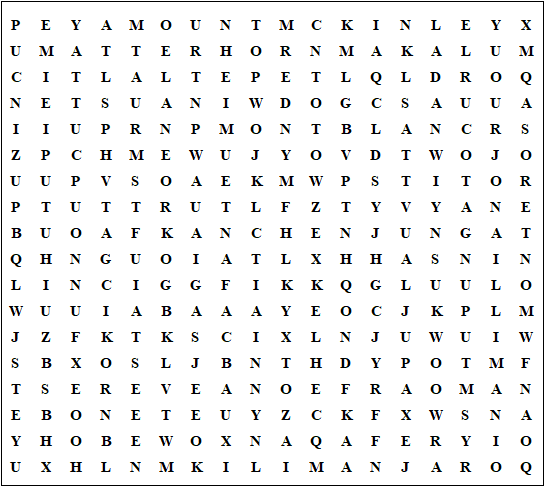 P E Y A M O U N T M C K I N L E Y X
U M A T T E R H O R N M A K A L U M
C I T L A L T E P E T L Q L D R O Q
N E T S U A N I W D O G C S A U U A
I I U P R N P M O N T B L A N C R S
Z P C H M E W U J Y O V D T W O J O
U U P V S O A E K M W P S T I T O R
P T U T T R U T L F Z T Y V Y A N E
B U O A F K A N C H E N J U N G A T
Q H N G U O I A T L X H H A S N I N
L I N C I G G F I K K Q G L U U L O
W U U I A B A A A Y E O C J K P L M
J Z F K T K S C I X L N J U W U I W
S B X O S L J B N T H D Y P O T M F
T S E R E V E A N O E F R A O M A N
E B O N E T E U Y Z C K F X W S N A
Y H O B E W O X N A Q A F E R Y I O
U X H L N M K I L I M A N J A R O Q